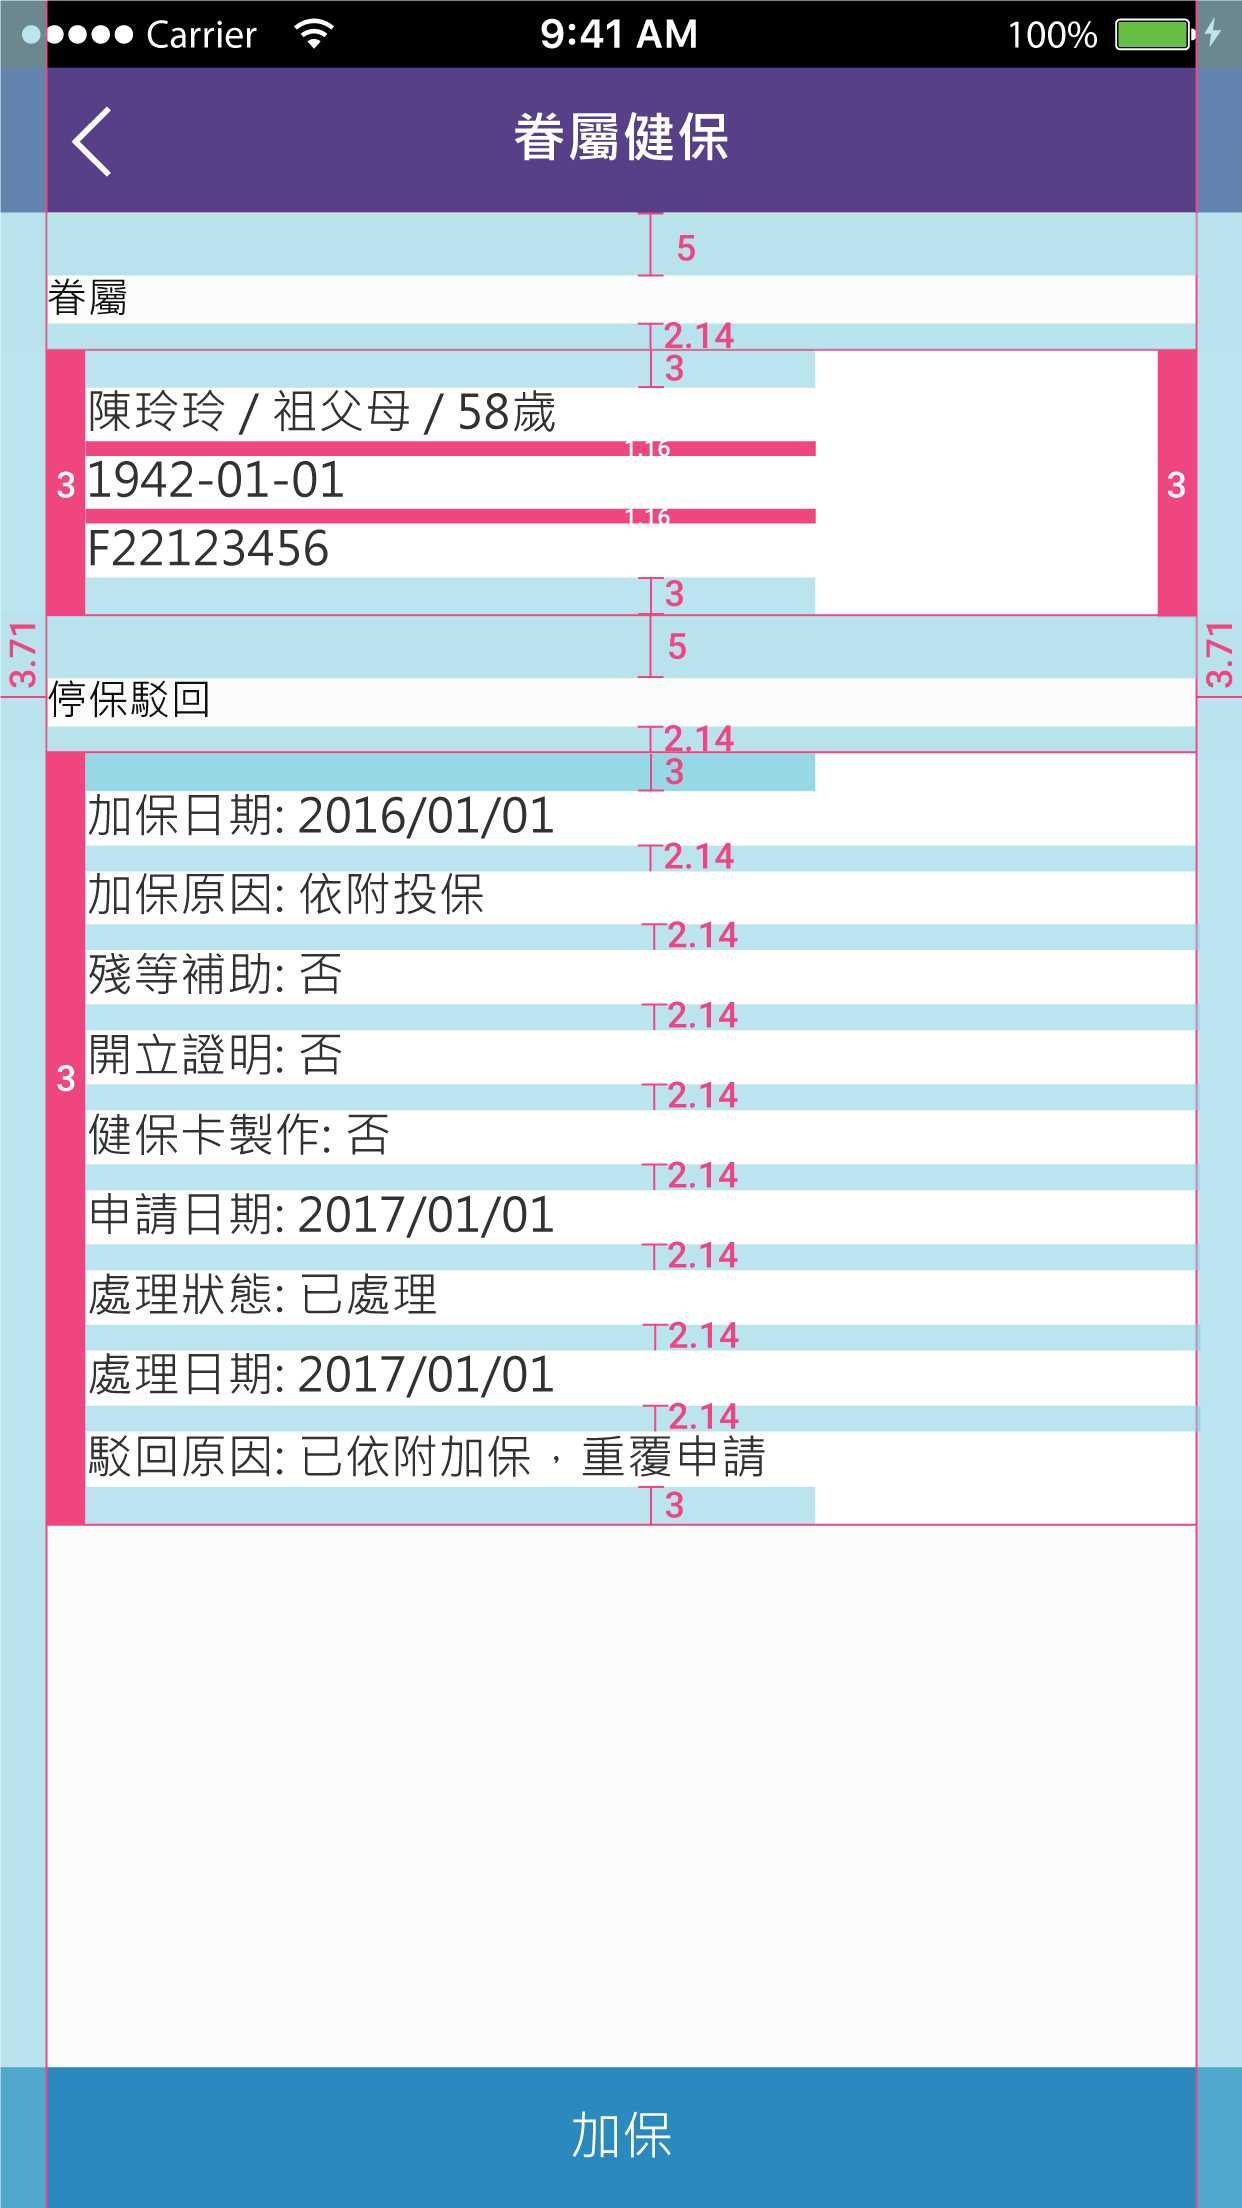 Carrier 9:41 AM 100%
眷屬健保
5
眷屬
2.14
3
陳玲玲 / 祖父母 / 58歲
1.16
3 1942-01-01 3
1.16
F22123456
3
3.71 5 3.71
停保駁回
2.14
3
加保日期: 2016/01/01
2.14
加保原因: 依附投保
2.14
殘等補助: 否
2.14
開立證明: 否
3 2.14
健保卡製作: 否
2.14
申請日期: 2017/01/01
2.14
處理狀態: 已處理
2.14
處理日期: 2017/01/01
2.14
駁回原因: 已依附加保，重覆申請
3
加保